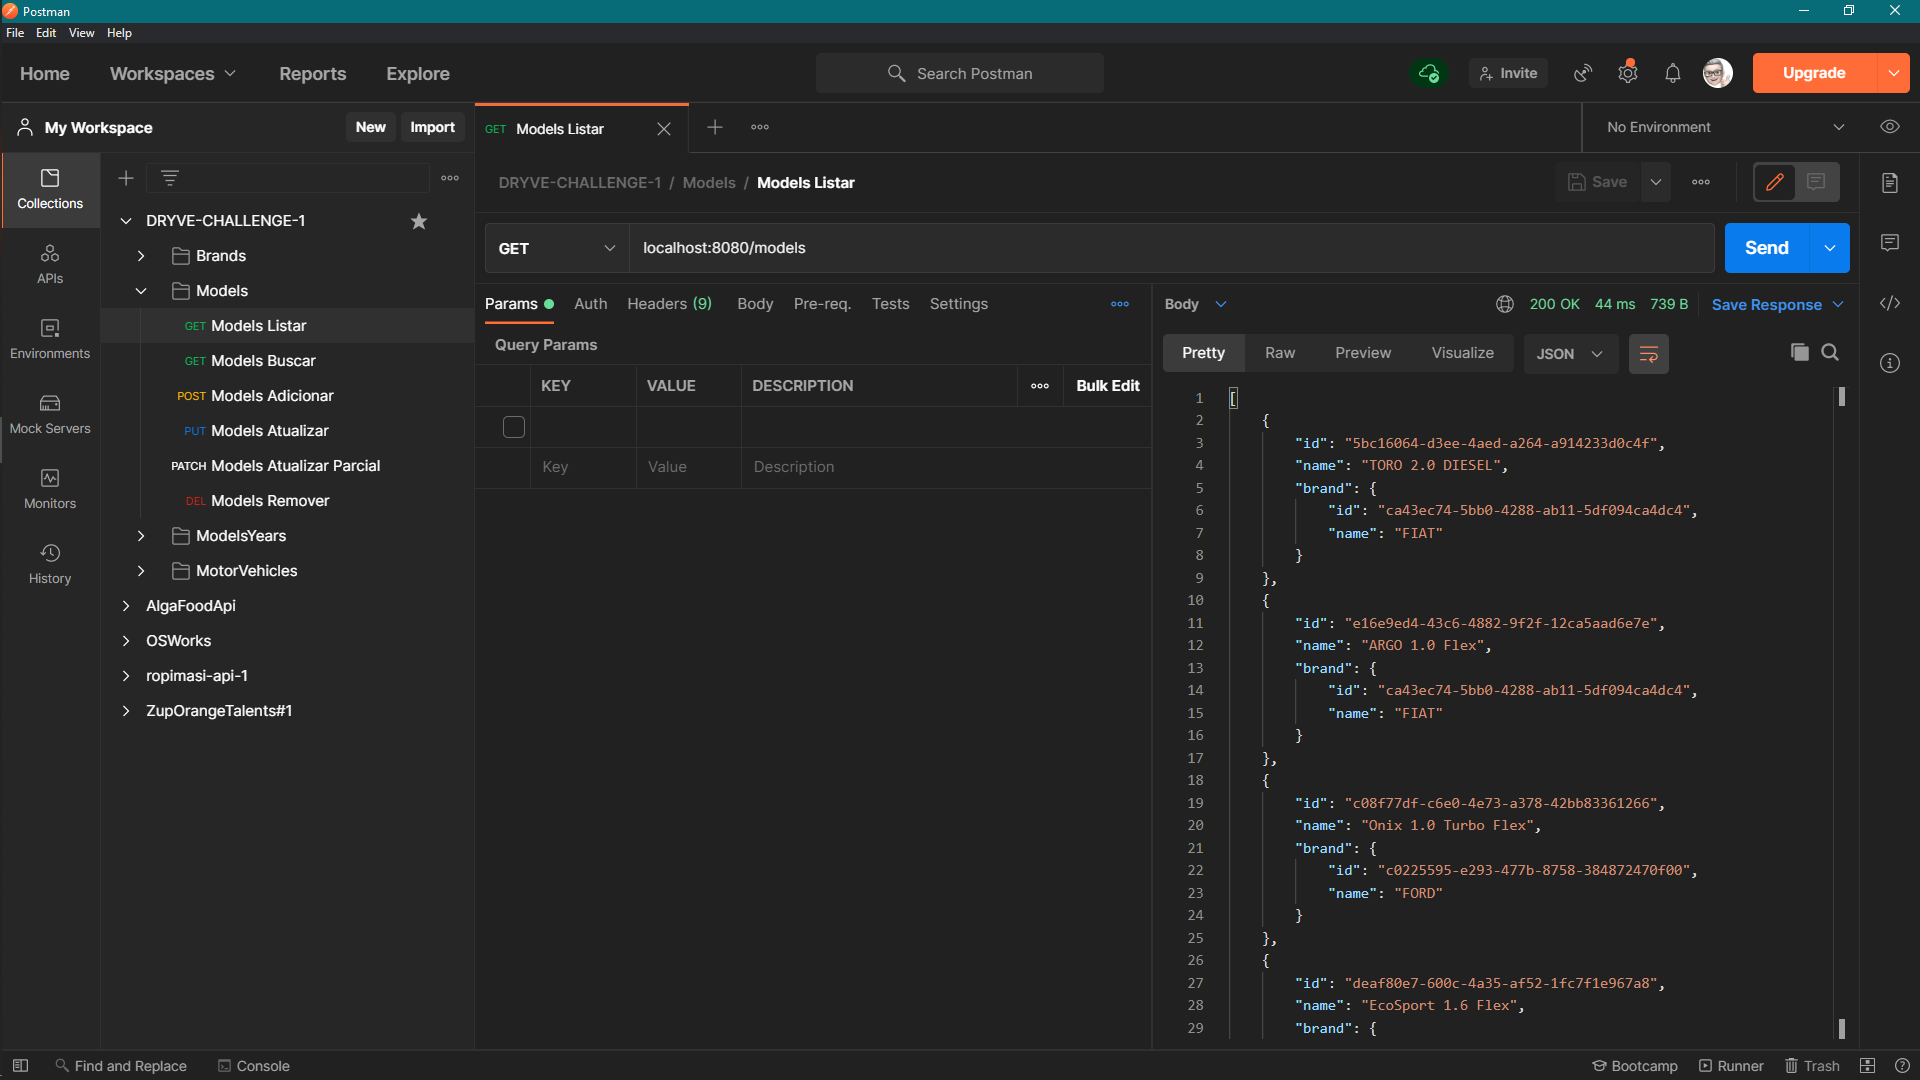 Postman
File Edit View Help
Home Workspaces Reports Explore Search Postman Invite Upgrade
My Workspace New Import GET Models Listar No Environment
Collections
APIs
Environments
Mock Servers
Monitors
History
DRYVE-CHALLENGE-1
Brands
Models
GET Models Listar
GET Models Buscar
POST Models Adicionar
PUT Models Atualizar
PATCH Models Atualizar Parcial
DEL Models Remover
ModelsYears
MotorVehicles
AlgaFoodApi
OSWorks
ropimasi-api-1
ZupOrangeTalents#1
DRYVE-CHALLENGE-1 / Models / Models Listar Save
GET localhost:8080/models Send
Params Auth Headers (9) Body Pre-req. Tests Settings
Query Params
KEY VALUE DESCRIPTION Bulk Edit
Key Value Description
Body 200 OK 44 ms 739 B Save Response
Pretty Raw Preview Visualize JSON
1 [
2 {
3 "id": "5bc16064-d3ee-4aed-a264-a914233d0c4f",
4 "name": "TORO 2.0 DIESEL",
5 "brand": {
6 "id": "ca43ec74-5bb0-4288-ab11-5df094ca4dc4",
7 "name": "FIAT"
8 }
9 },
10 {
11 "id": "e16e9ed4-43c6-4882-9f2f-12ca5aad6e7e",
12 "name": "ARGO 1.0 Flex",
13 "brand": {
14 "id": "ca43ec74-5bb0-4288-ab11-5df094ca4dc4",
15 "name": "FIAT"
16 }
17 },
18 {
19 "id": "c08f77df-c6e0-4e73-a378-42bb83361266",
20 "name": "Onix 1.0 Turbo Flex",
21 "brand": {
22 "id": "c0225595-e293-477b-8758-384872470f00",
23 "name": "FORD"
24 }
25 },
26 {
27 "id": "deaf80e7-600c-4a35-af52-1fc7f1e967a8",
28 "name": "EcoSport 1.6 Flex",
29 "brand": {
Find and Replace Console Bootcamp Runner Trash